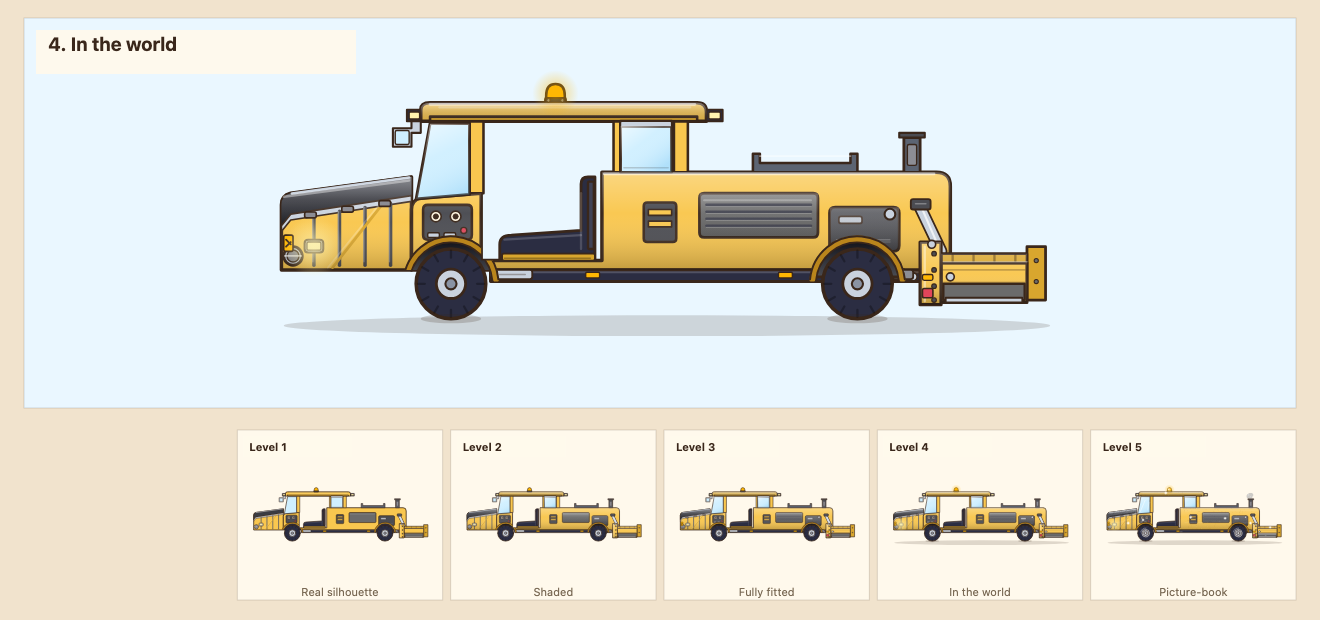 4. In the world
Level 1
Level 2
Level 3
Level 4
Level 5
Real silhouette
Shaded
Fully fitted
In the world
Picture-book